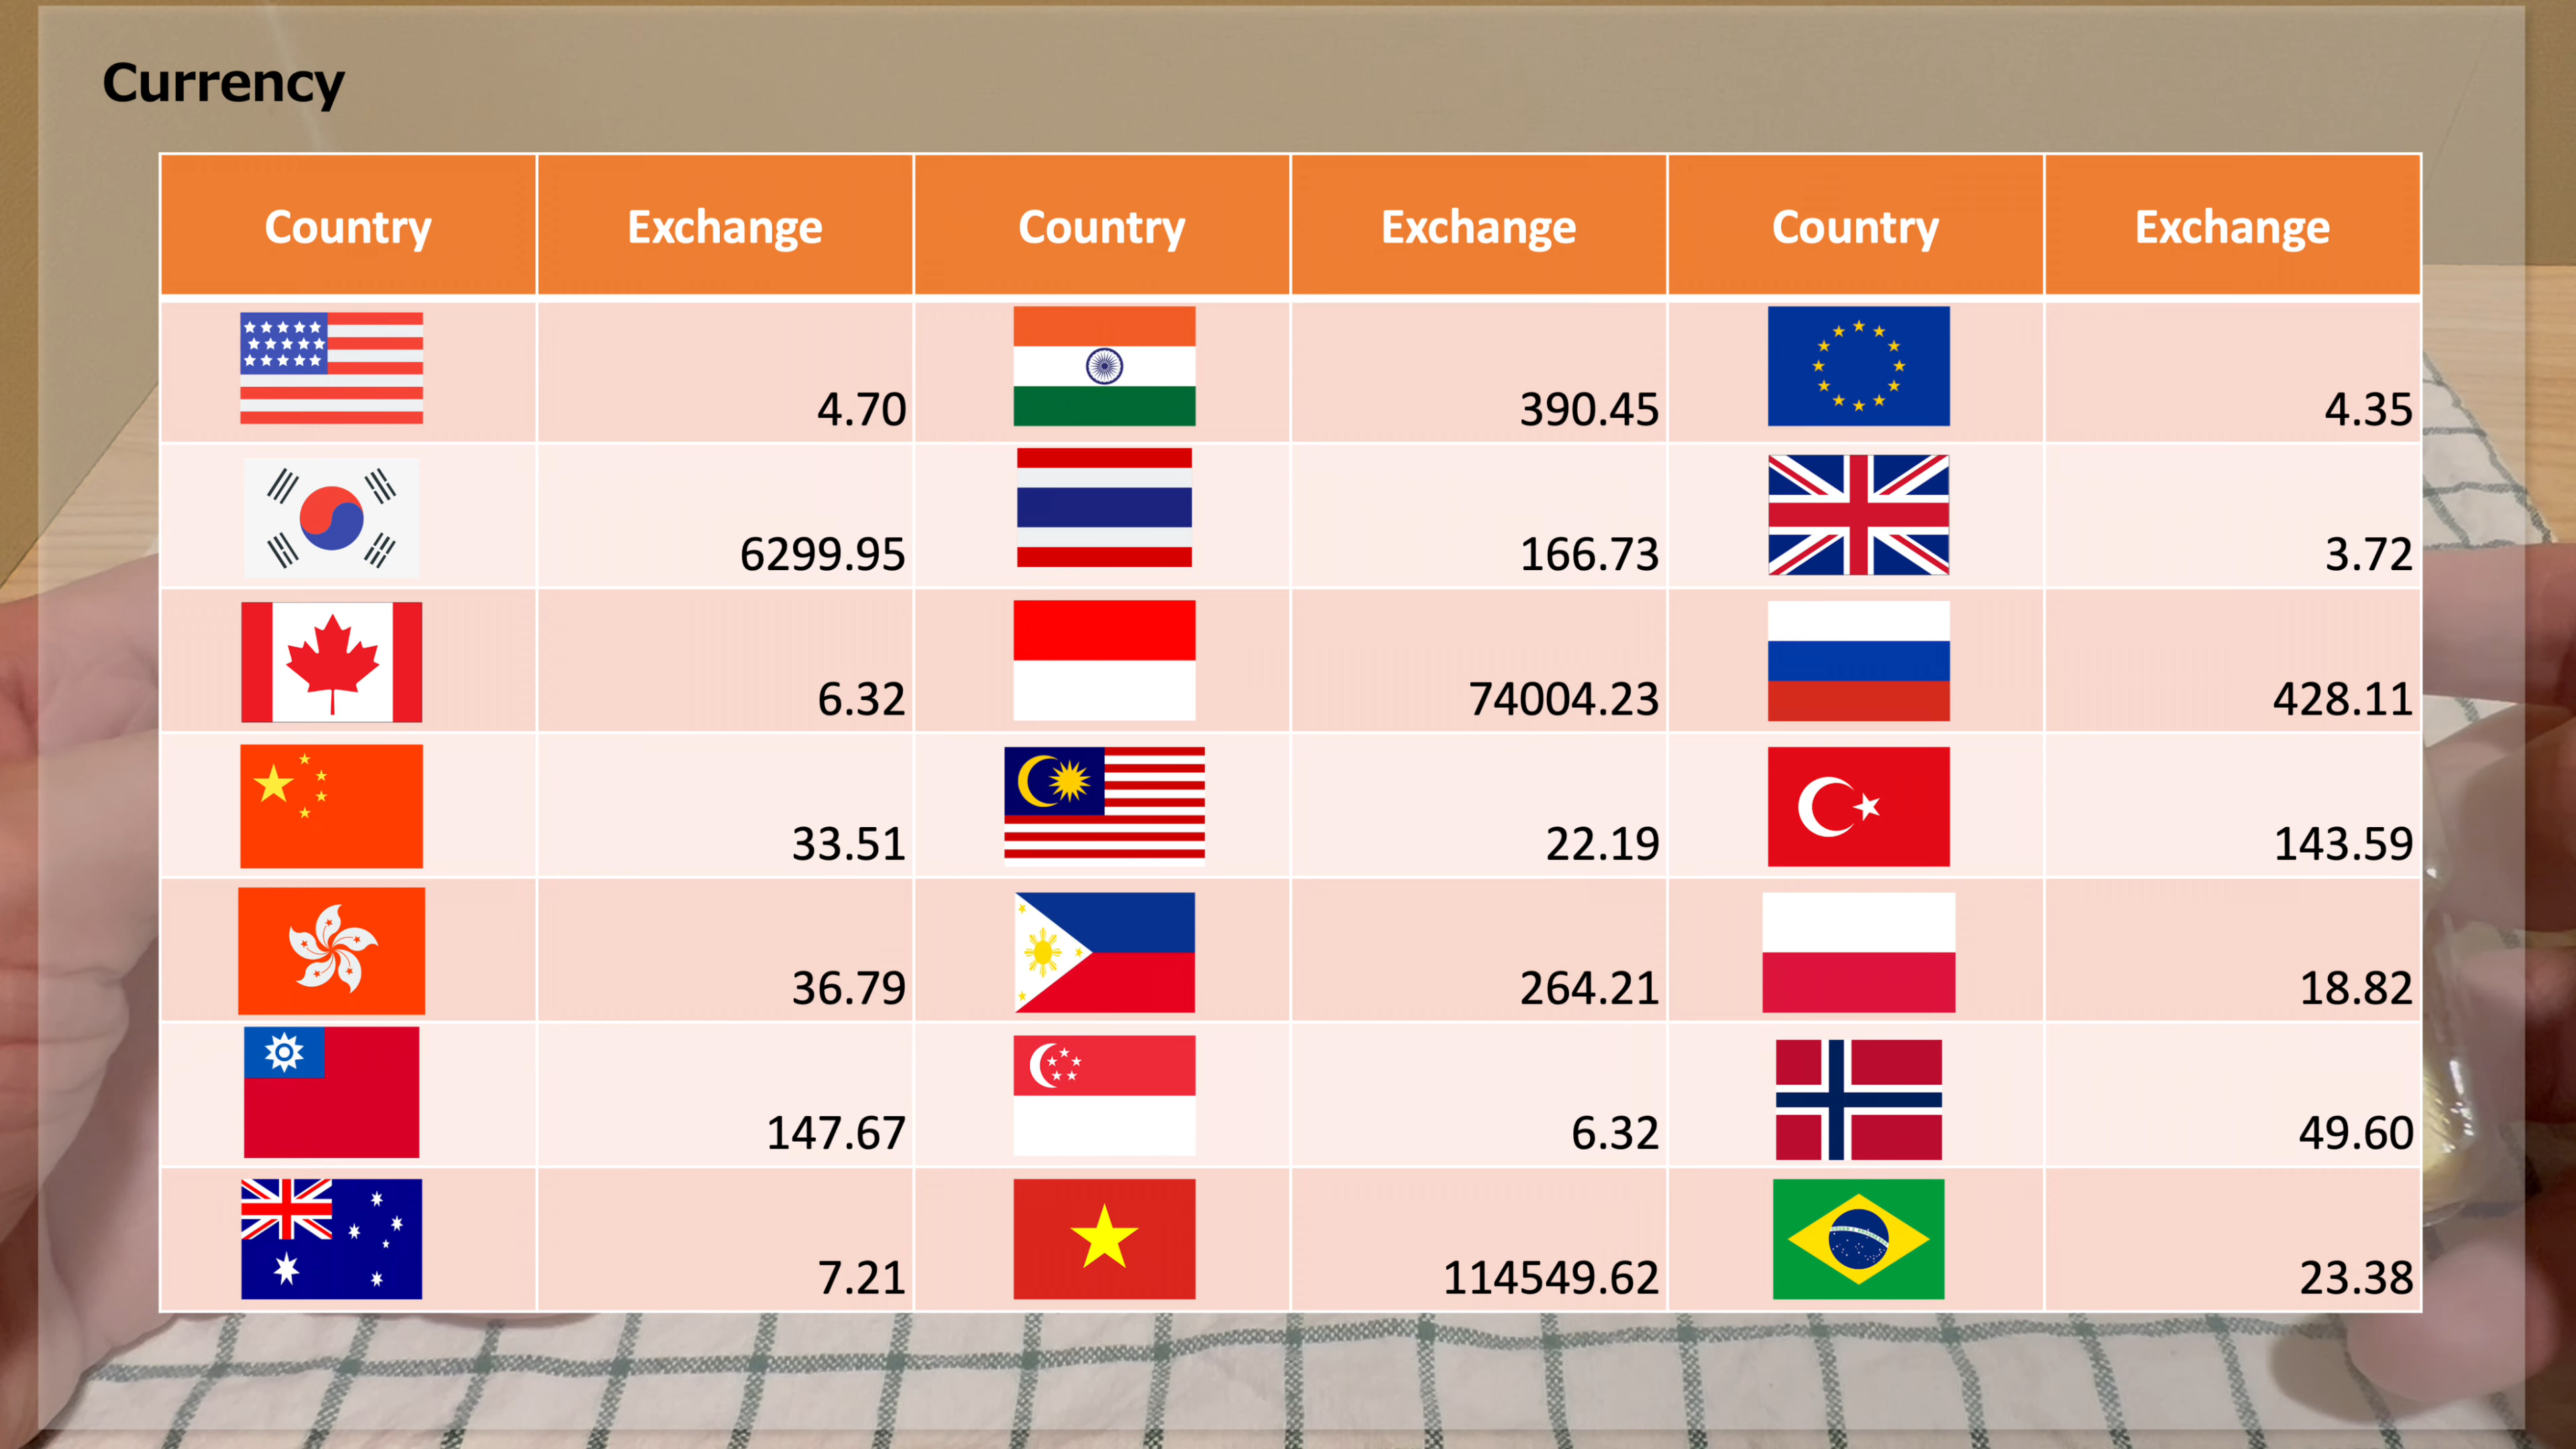 Currency
Country Exchange Country Exchange Country Exchange
4.70 390.45 4.35
6299.95 166.73 3.72
6.32 74004.23 428.11
33.51 22.19 143.59
36.79 264.21 18.82
147.67 6.32 49.60
7.21 114549.62 23.38